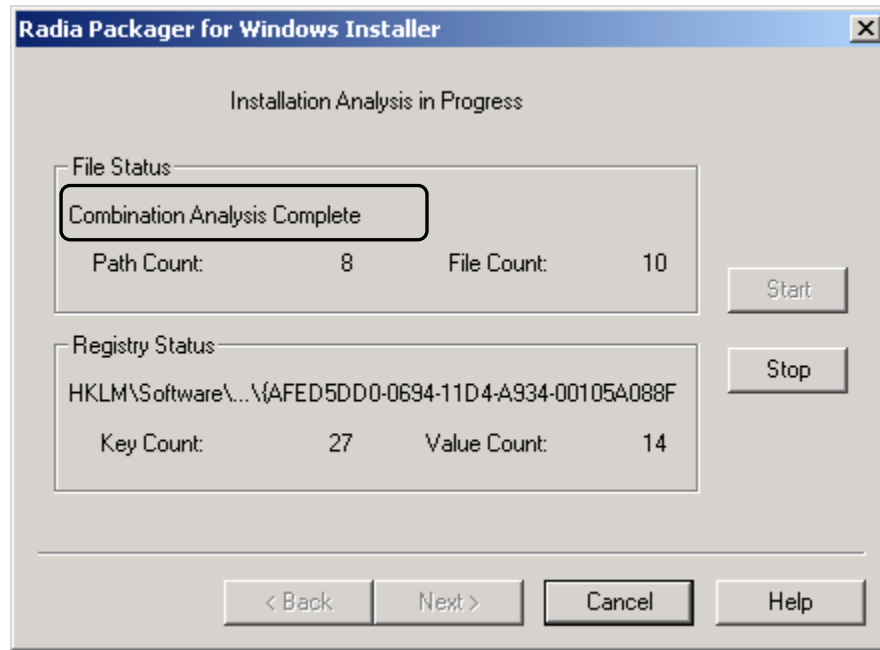 Radia Packager for Windows Installer
Installation Analysis in Progress
File Status
Combination Analysis Complete
Path Count: 8 File Count: 10
Start
Registry Status
HKLM\Software\...\{AFED5DD0-0694-11D4-A934-00105A088F
Stop
Key Count: 27 Value Count: 14
< Back Next > Cancel Help